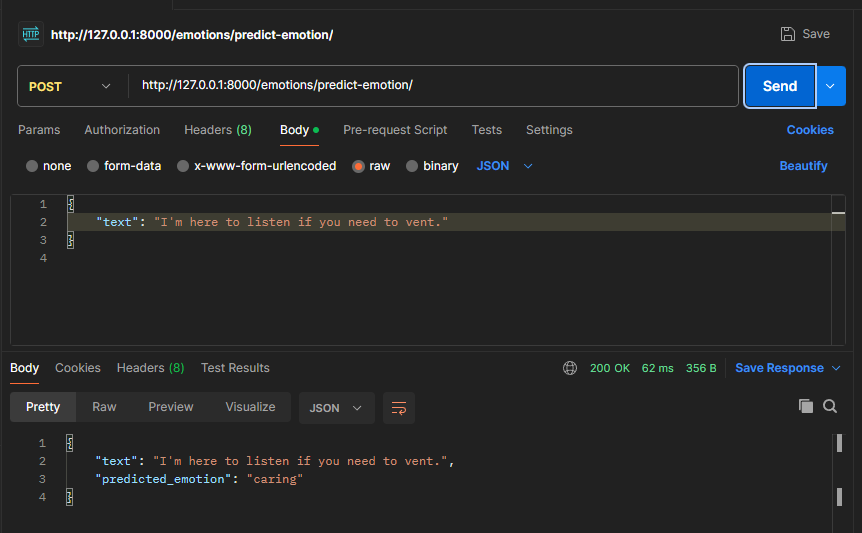 HTTP http://127.0.0.1:8000/emotions/predict-emotion/ Save
POST http://127.0.0.1:8000/emotions/predict-emotion/ Send
Params Authorization Headers (8) Body Pre-request Script Tests Settings Cookies
none form-data x-www-form-urlencoded raw binary JSON Beautify
1 {
2 "text": "I'm here to listen if you need to vent."
3 }
4
Body Cookies Headers (8) Test Results 200 OK 62 ms 356 B Save Response
Pretty Raw Preview Visualize JSON
1 {
2 "text": "I'm here to listen if you need to vent.",
3 "predicted_emotion": "caring"
4 }